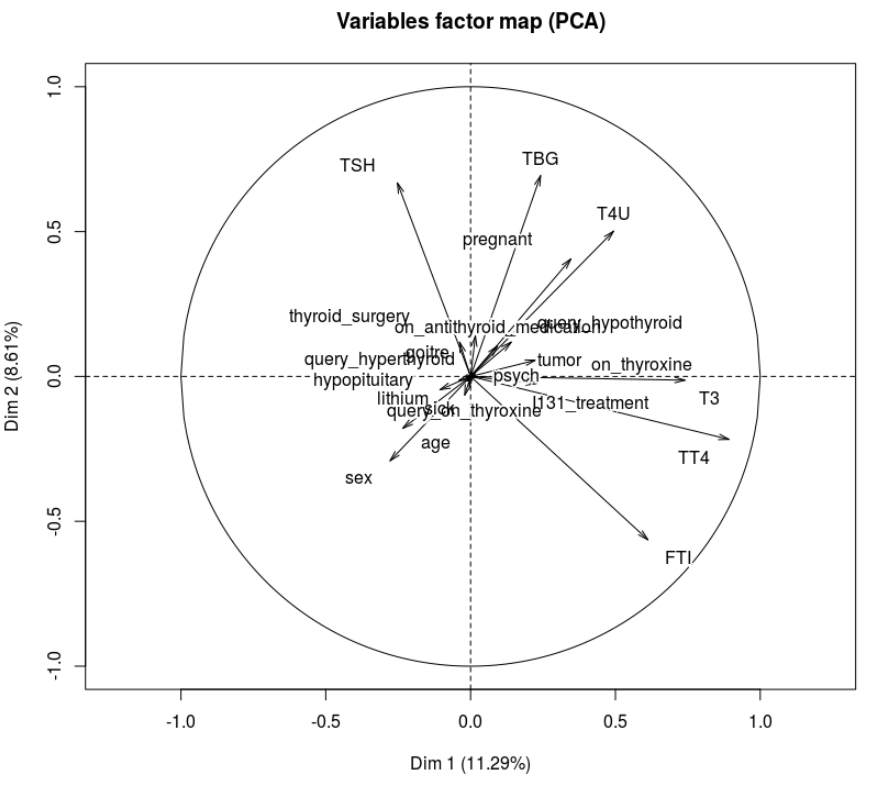 Variables factor map (PCA)
1.0
0.5
0.0
-0.5
-1.0
Dim 2 (8.61%)
TSH
TBG
T4U
pregnant
thyroid_surgery
on_antithyroid_medication
query_hypothyroid
goitre
query_hyperthyroid
tumor
on_thyroxine
hypopituitary
psych
T3
lithium
I131_treatment
sick
query_on_thyroxine
age
TT4
sex
FTI
-1.0
-0.5
0.0
0.5
1.0
Dim 1 (11.29%)